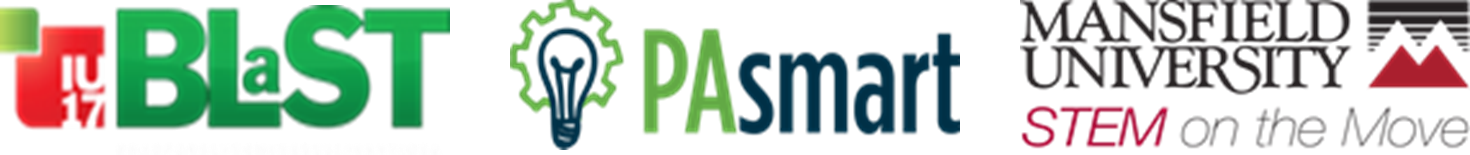 IU
17
BLaST
PAsmart
MANSFIELD
UNIVERSITY
STEM on the Move